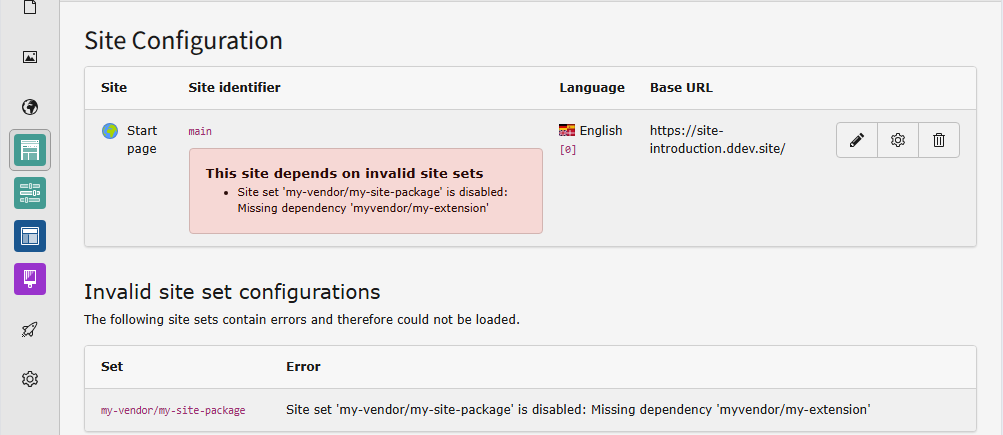 Site Configuration
Site Site identifier Language Base URL
Start page main English [0] https://site-introduction.ddev.site/
This site depends on invalid site sets
Site set 'my-vendor/my-site-package' is disabled:
Missing dependency 'myvendor/my-extension'
Invalid site set configurations
The following site sets contain errors and therefore could not be loaded.
Set Error
my-vendor/my-site-package Site set 'my-vendor/my-site-package' is disabled: Missing dependency 'myvendor/my-extension'